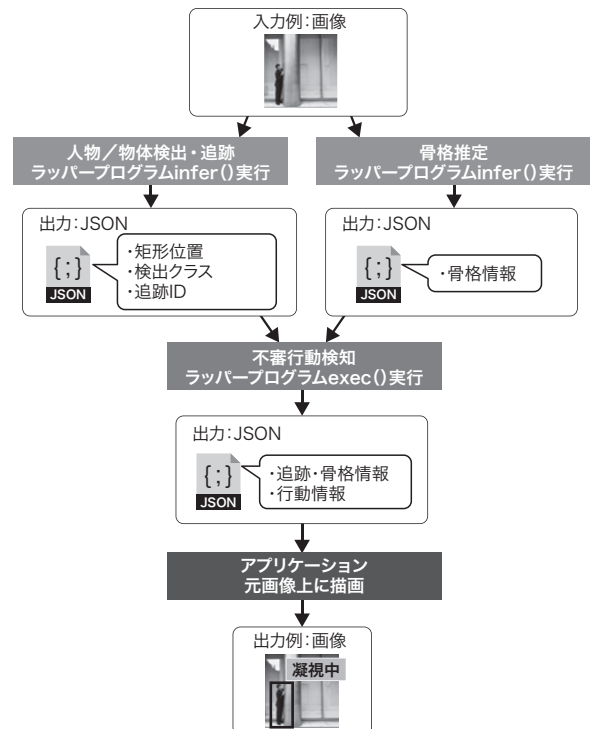 入力例：画像
人物／物体検出・追跡
ラッパープログラムinfer()実行
骨格推定
ラッパープログラムinfer()実行
出力：JSON
{;}
JSON
・矩形位置
・検出クラス
・追跡ID
出力：JSON
{;}
JSON
・骨格情報
不審行動検知
ラッパープログラムexec()実行
出力：JSON
{;}
JSON
・追跡・骨格情報
・行動情報
アプリケーション
元画像上に描画
出力例：画像
凝視中